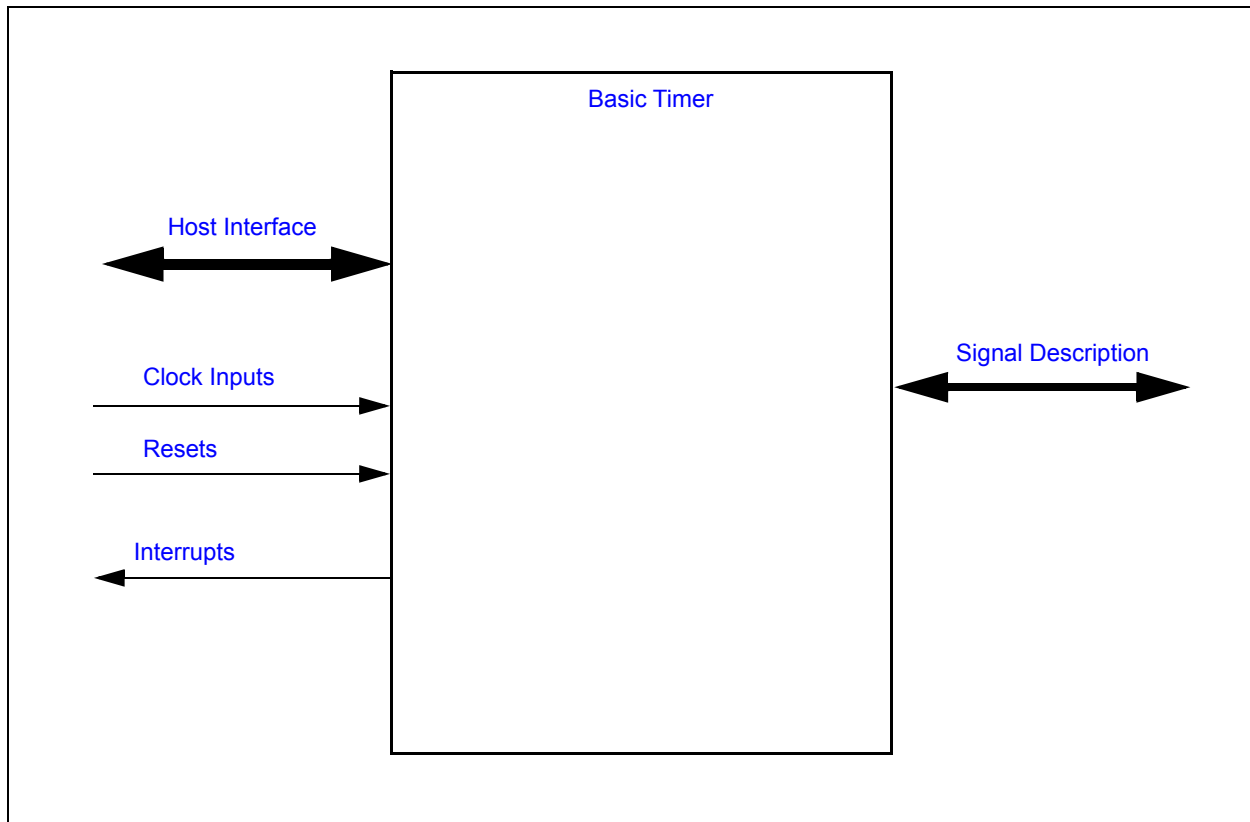 Basic Timer
Host Interface
Signal Description
Clock Inputs
Resets
Interrupts